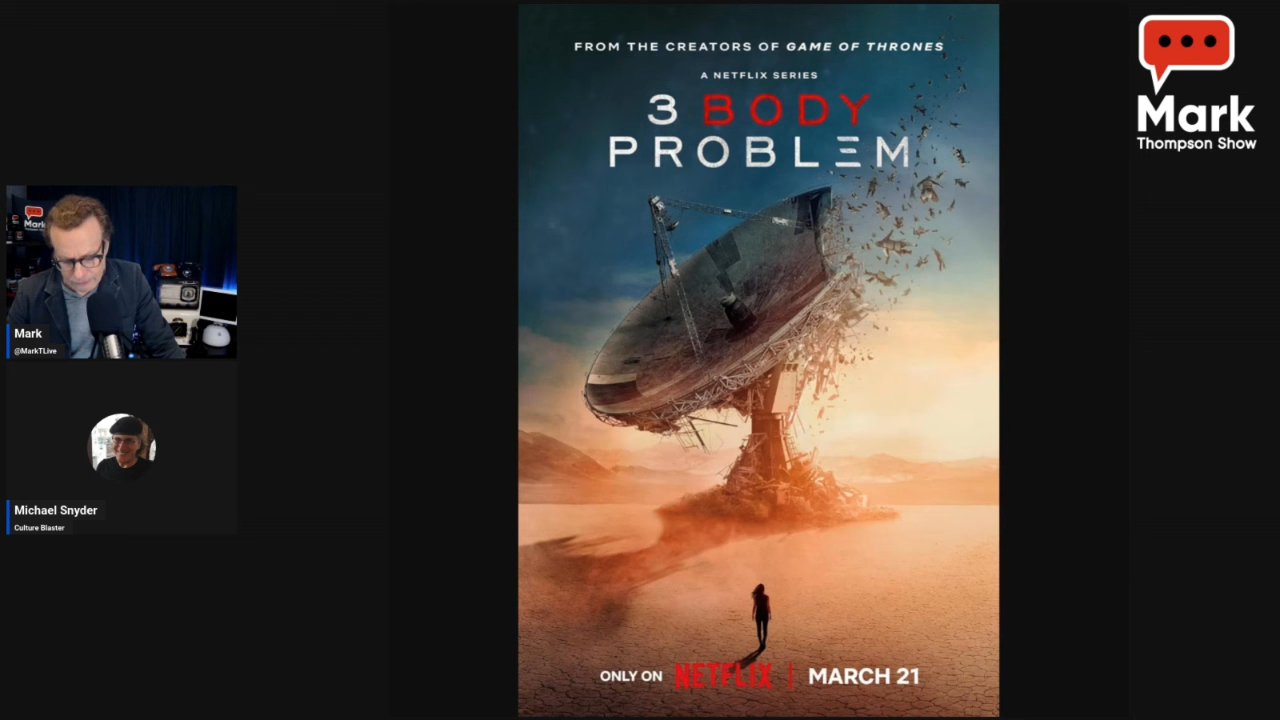 FROM THE CREATORS OF GAME OF THRONES
A NETFLIX SERIES
3 BODY
PROBLEM
ONLY ON NETFLIX | MARCH 21
Mark
Thompson Show
Mark
Mark
@MarkTLive
Michael Snyder
Culture Blaster